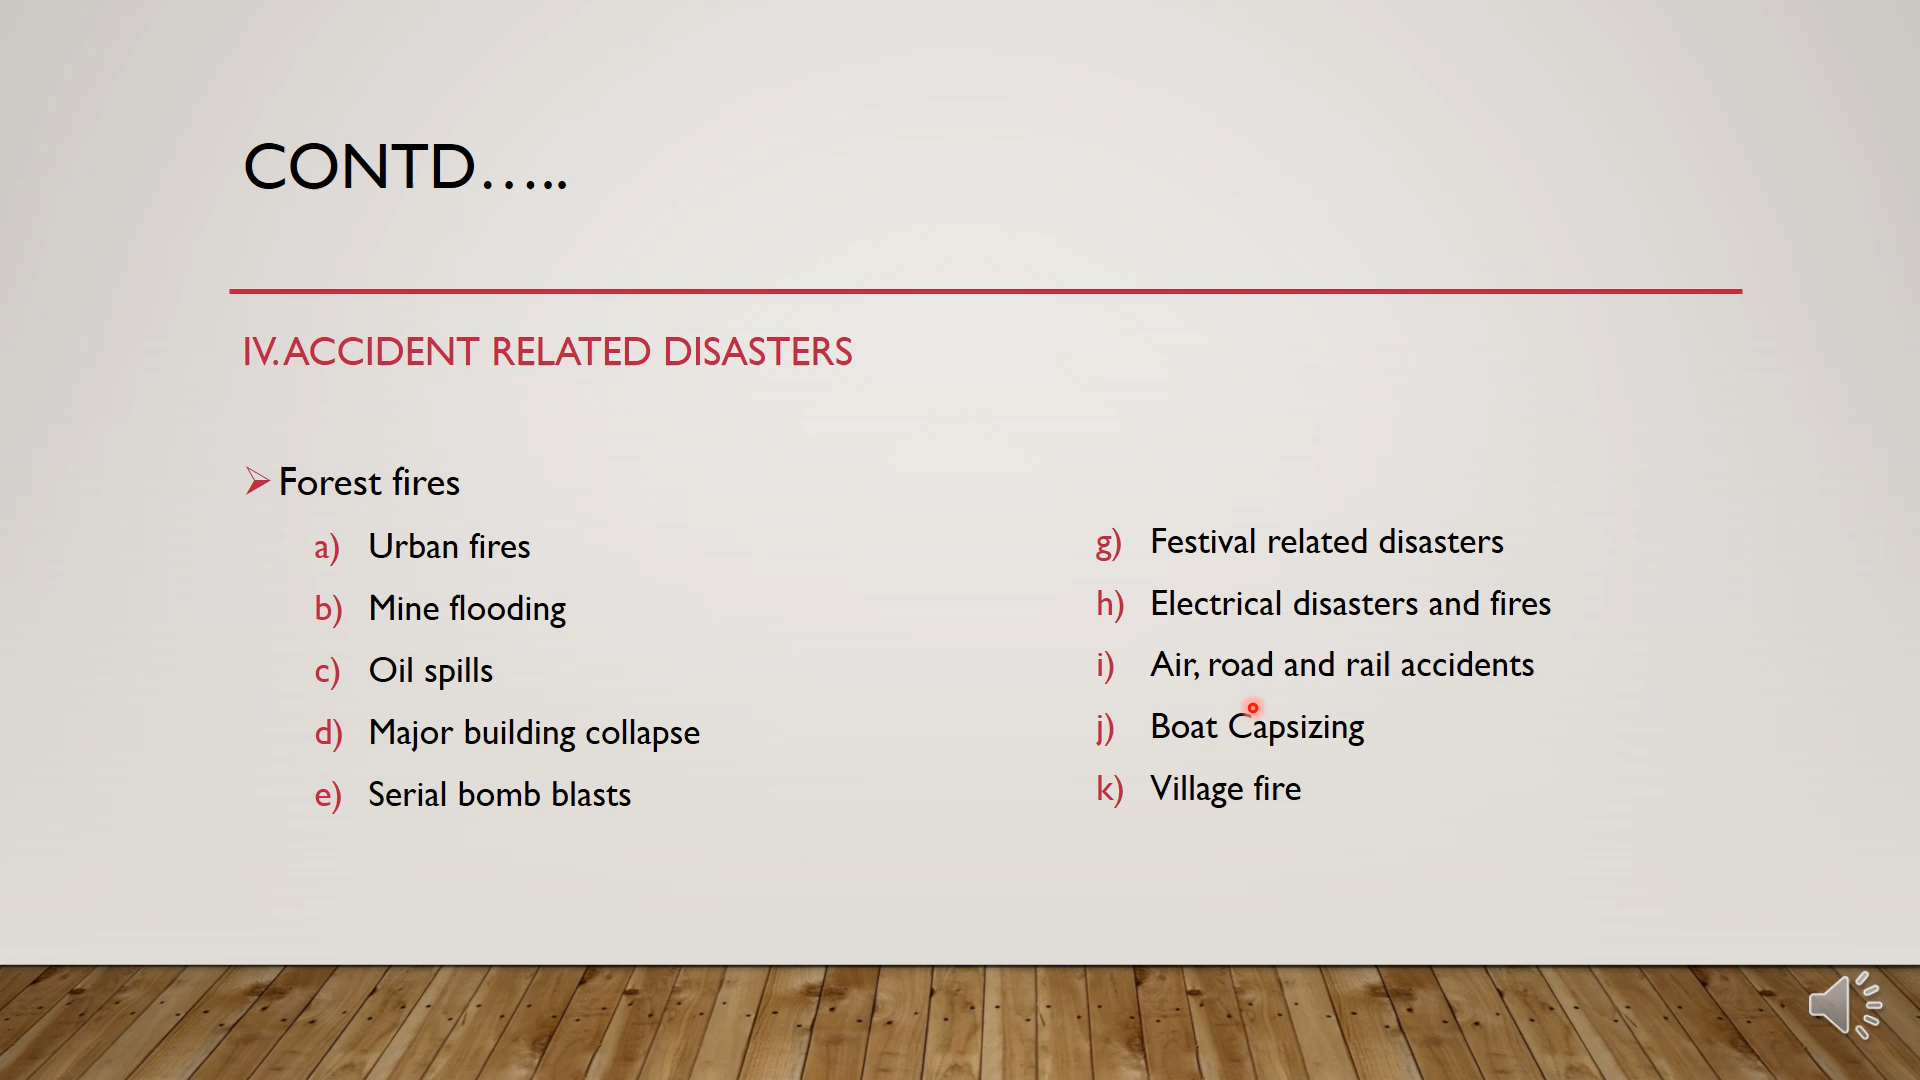 CONTD…..
IV. ACCIDENT RELATED DISASTERS
Forest fires
a) Urban fires
b) Mine flooding
c) Oil spills
d) Major building collapse
e) Serial bomb blasts
g) Festival related disasters
h) Electrical disasters and fires
i) Air, road and rail accidents
j) Boat Capsizing
k) Village fire